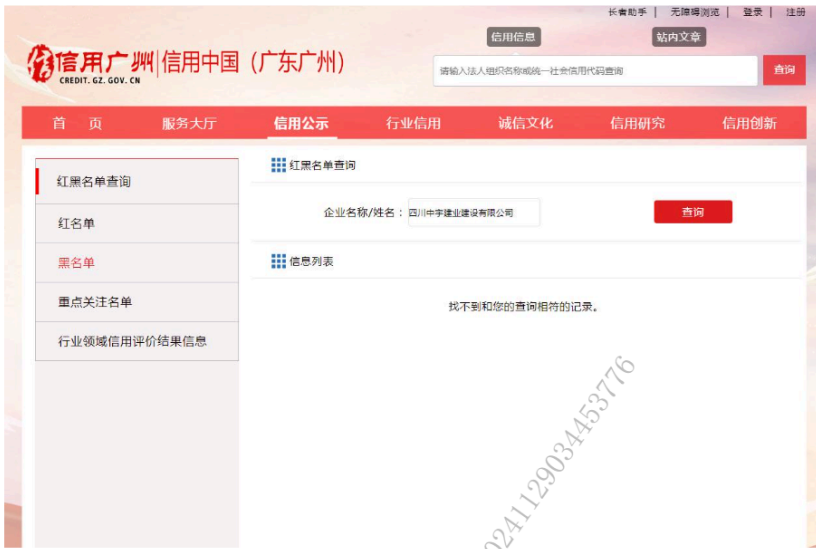 长者助手 | 无障碍浏览 | 登录 | 注册
信用信息 站内文章
信用广州 信用中国（广东广州）
CREDIT.GZ.GOV.CN
请输入法人组织名称或统一社会信用代码查询 查询
首 页 服务大厅 信用公示 行业信用 诚信文化 信用研究 信用创新
红黑名单查询
红名单
黑名单
重点关注名单
行业领域信用评价结果信息
红黑名单查询
企业名称/姓名： 四川中宇建业建设有限公司 查询
信息列表
找不到和您的查询相符的记录。